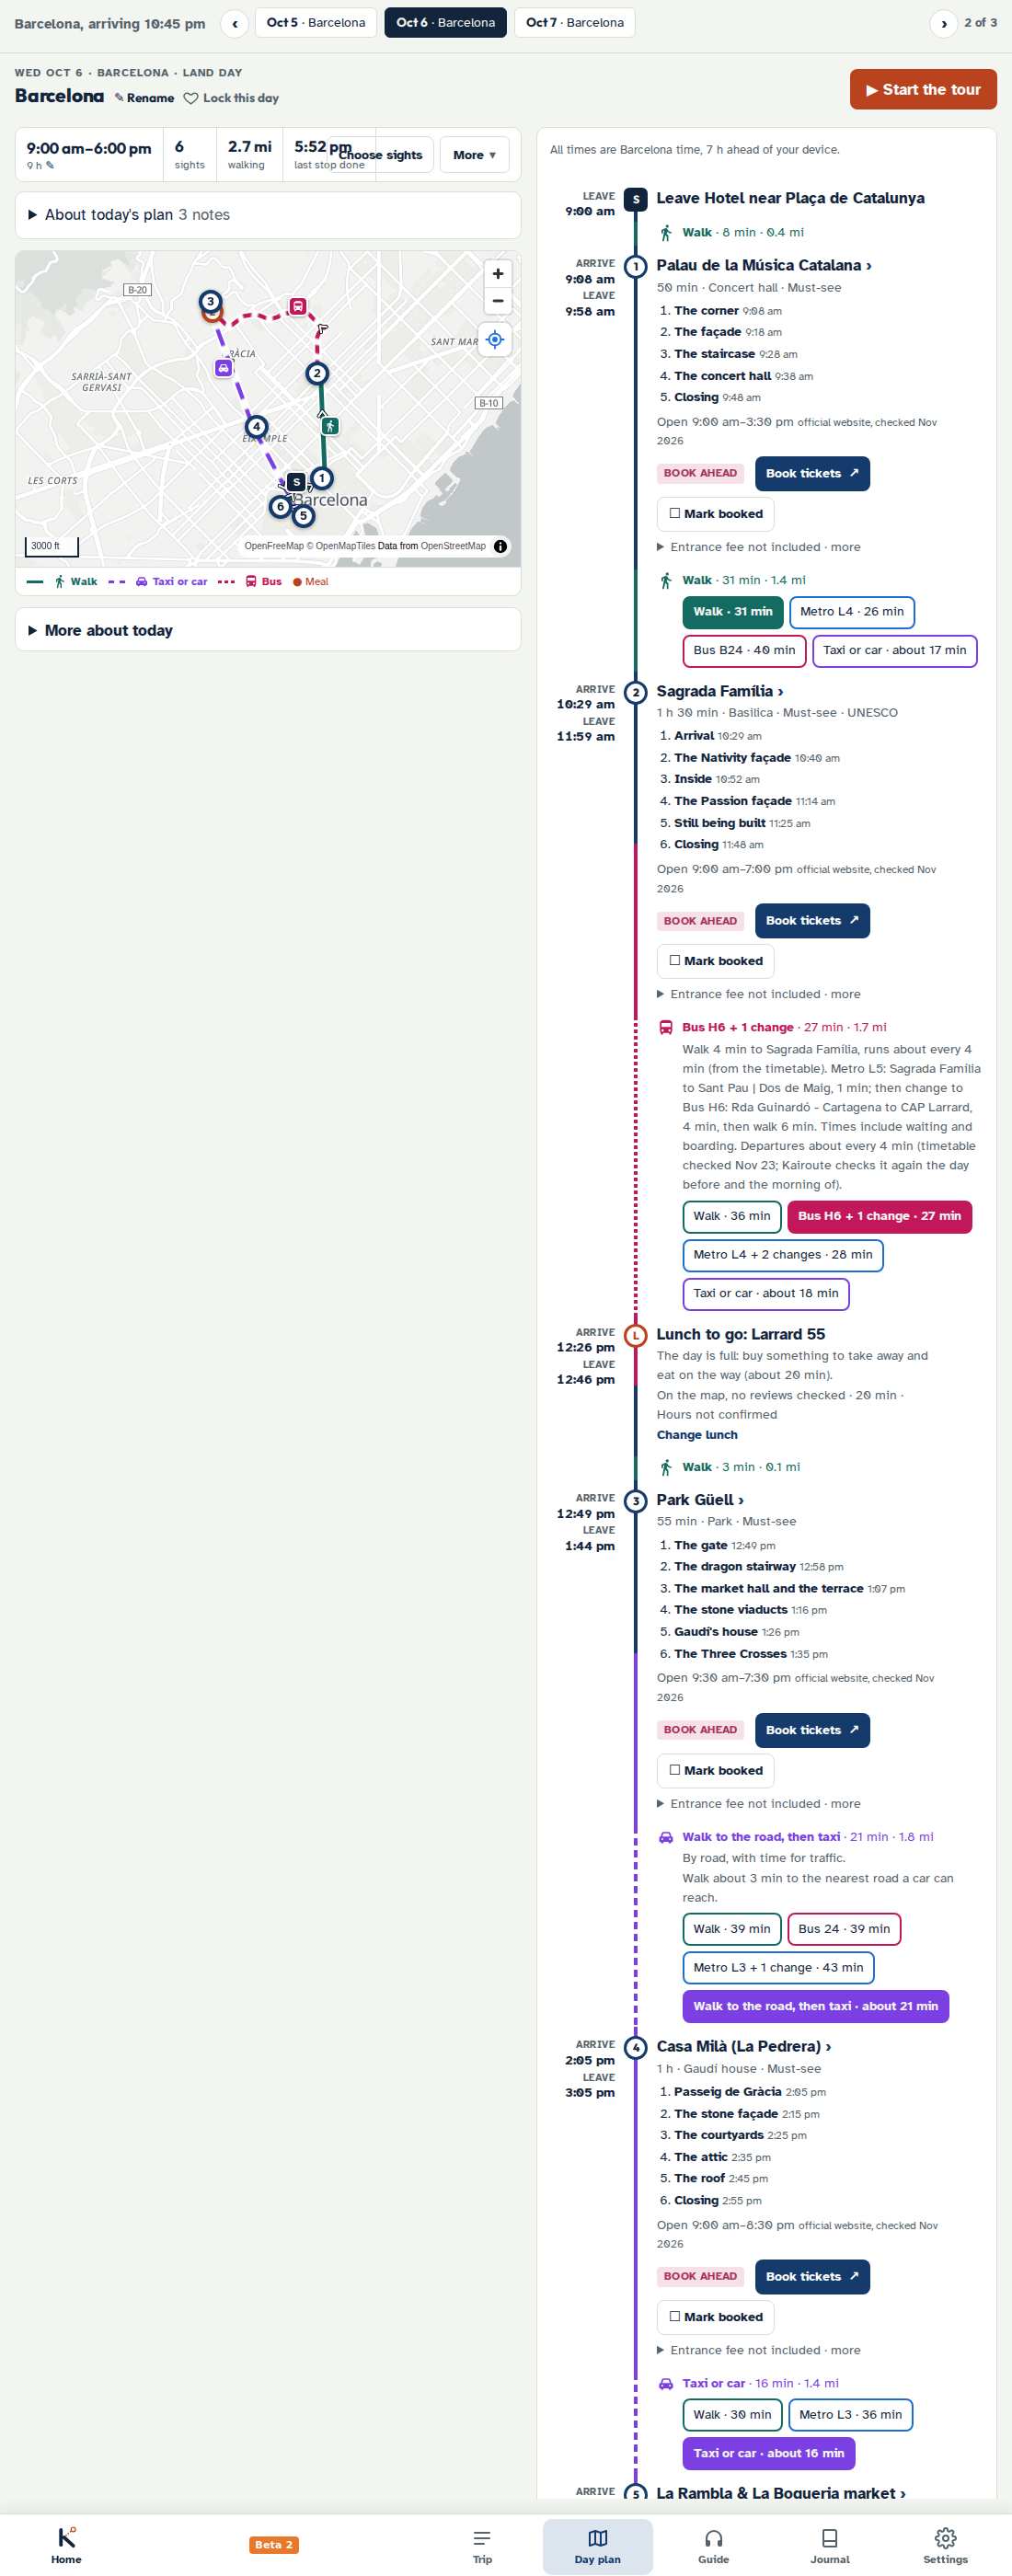 Barcelona, arriving 10:45 pm
‹
Oct 5 · Barcelona
Oct 6 · Barcelona
Oct 7 · Barcelona
›
2 of 3
WED OCT 6 · BARCELONA · LAND DAY
Barcelona ✎ Rename ♡ Lock this day
▶ Start the tour
9:00 am–6:00 pm
9 h ✎
6
sights
2.7 mi
walking
5:52 pm
last stop done
Choose sights
More ▾
▶ About today's plan 3 notes
B-20
3
SANT MAR
RÀCIA
SARRIÀ-SANT
GERVASI
2
B-10
4
LES CORTS
S
1
6
5
Barcelona
+
−
3000 ft
OpenFreeMap © OpenMapTiles Data from OpenStreetMap
Walk
Taxi or car
Bus
Meal
▶ More about today
All times are Barcelona time, 7 h ahead of your device.
LEAVE
9:00 am
S
Leave Hotel near Plaça de Catalunya
Walk · 8 min · 0.4 mi
ARRIVE
9:08 am
LEAVE
9:58 am
1
Palau de la Música Catalana ›
50 min · Concert hall · Must-see
1. The corner 9:08 am
2. The façade 9:18 am
3. The staircase 9:28 am
4. The concert hall 9:38 am
5. Closing 9:48 am
Open 9:00 am–3:30 pm official website, checked Nov
2026
BOOK AHEAD
Book tickets ↗
☐ Mark booked
▶ Entrance fee not included · more
Walk · 31 min · 1.4 mi
Walk · 31 min
Metro L4 · 26 min
Bus B24 · 40 min
Taxi or car · about 17 min
ARRIVE
10:29 am
LEAVE
11:59 am
2
Sagrada Família ›
1 h 30 min · Basilica · Must-see · UNESCO
1. Arrival 10:29 am
2. The Nativity façade 10:40 am
3. Inside 10:52 am
4. The Passion façade 11:14 am
5. Still being built 11:25 am
6. Closing 11:48 am
Open 9:00 am–7:00 pm official website, checked Nov
2026
BOOK AHEAD
Book tickets ↗
☐ Mark booked
▶ Entrance fee not included · more
Bus H6 + 1 change · 27 min · 1.7 mi
Walk 4 min to Sagrada Família, runs about every 4
min (from the timetable). Metro L5: Sagrada Família
to Sant Pau | Dos de Maig, 1 min; then change to
Bus H6: Rda Guinardó - Cartagena to CAP Larrard,
4 min, then walk 6 min. Times include waiting and
boarding. Departures about every 4 min (timetable
checked Nov 23; Kairoute checks it again the day
before and the morning of).
Walk · 36 min
Bus H6 + 1 change · 27 min
Metro L4 + 2 changes · 28 min
Taxi or car · about 18 min
ARRIVE
12:26 pm
LEAVE
12:46 pm
L
Lunch to go: Larrard 55
The day is full: buy something to take away and
eat on the way (about 20 min).
On the map, no reviews checked · 20 min ·
Hours not confirmed
Change lunch
Walk · 3 min · 0.1 mi
ARRIVE
12:49 pm
LEAVE
1:44 pm
3
Park Güell ›
55 min · Park · Must-see
1. The gate 12:49 pm
2. The dragon stairway 12:58 pm
3. The market hall and the terrace 1:07 pm
4. The stone viaducts 1:16 pm
5. Gaudí's house 1:26 pm
6. The Three Crosses 1:35 pm
Open 9:30 am–7:30 pm official website, checked Nov
2026
BOOK AHEAD
Book tickets ↗
☐ Mark booked
▶ Entrance fee not included · more
Walk to the road, then taxi · 21 min · 1.8 mi
By road, with time for traffic.
Walk about 3 min to the nearest road a car can
reach.
Walk · 39 min
Bus 24 · 39 min
Metro L3 + 1 change · 43 min
Walk to the road, then taxi · about 21 min
ARRIVE
2:05 pm
LEAVE
3:05 pm
4
Casa Milà (La Pedrera) ›
1 h · Gaudí house · Must-see
1. Passeig de Gràcia 2:05 pm
2. The stone façade 2:15 pm
3. The courtyards 2:25 pm
4. The attic 2:35 pm
5. The roof 2:45 pm
6. Closing 2:55 pm
Open 9:00 am–8:30 pm official website, checked Nov
2026
BOOK AHEAD
Book tickets ↗
☐ Mark booked
▶ Entrance fee not included · more
Taxi or car · 16 min · 1.4 mi
Walk · 30 min
Metro L3 · 36 min
Taxi or car · about 16 min
ARRIVE
5
La Rambla & La Boqueria market ›
Home
Beta 2
Trip
Day plan
Guide
Journal
Settings